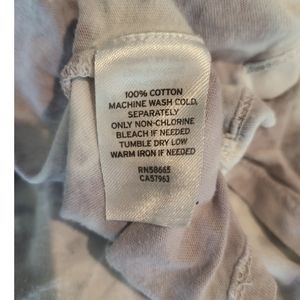 100% COTTON
MACHINE WASH COLD,
SEPARATELY
ONLY NON-CHLORINE
BLEACH IF NEEDED
TUMBLE DRY LOW
WARM IRON IF NEEDED
RN58665
CA57963